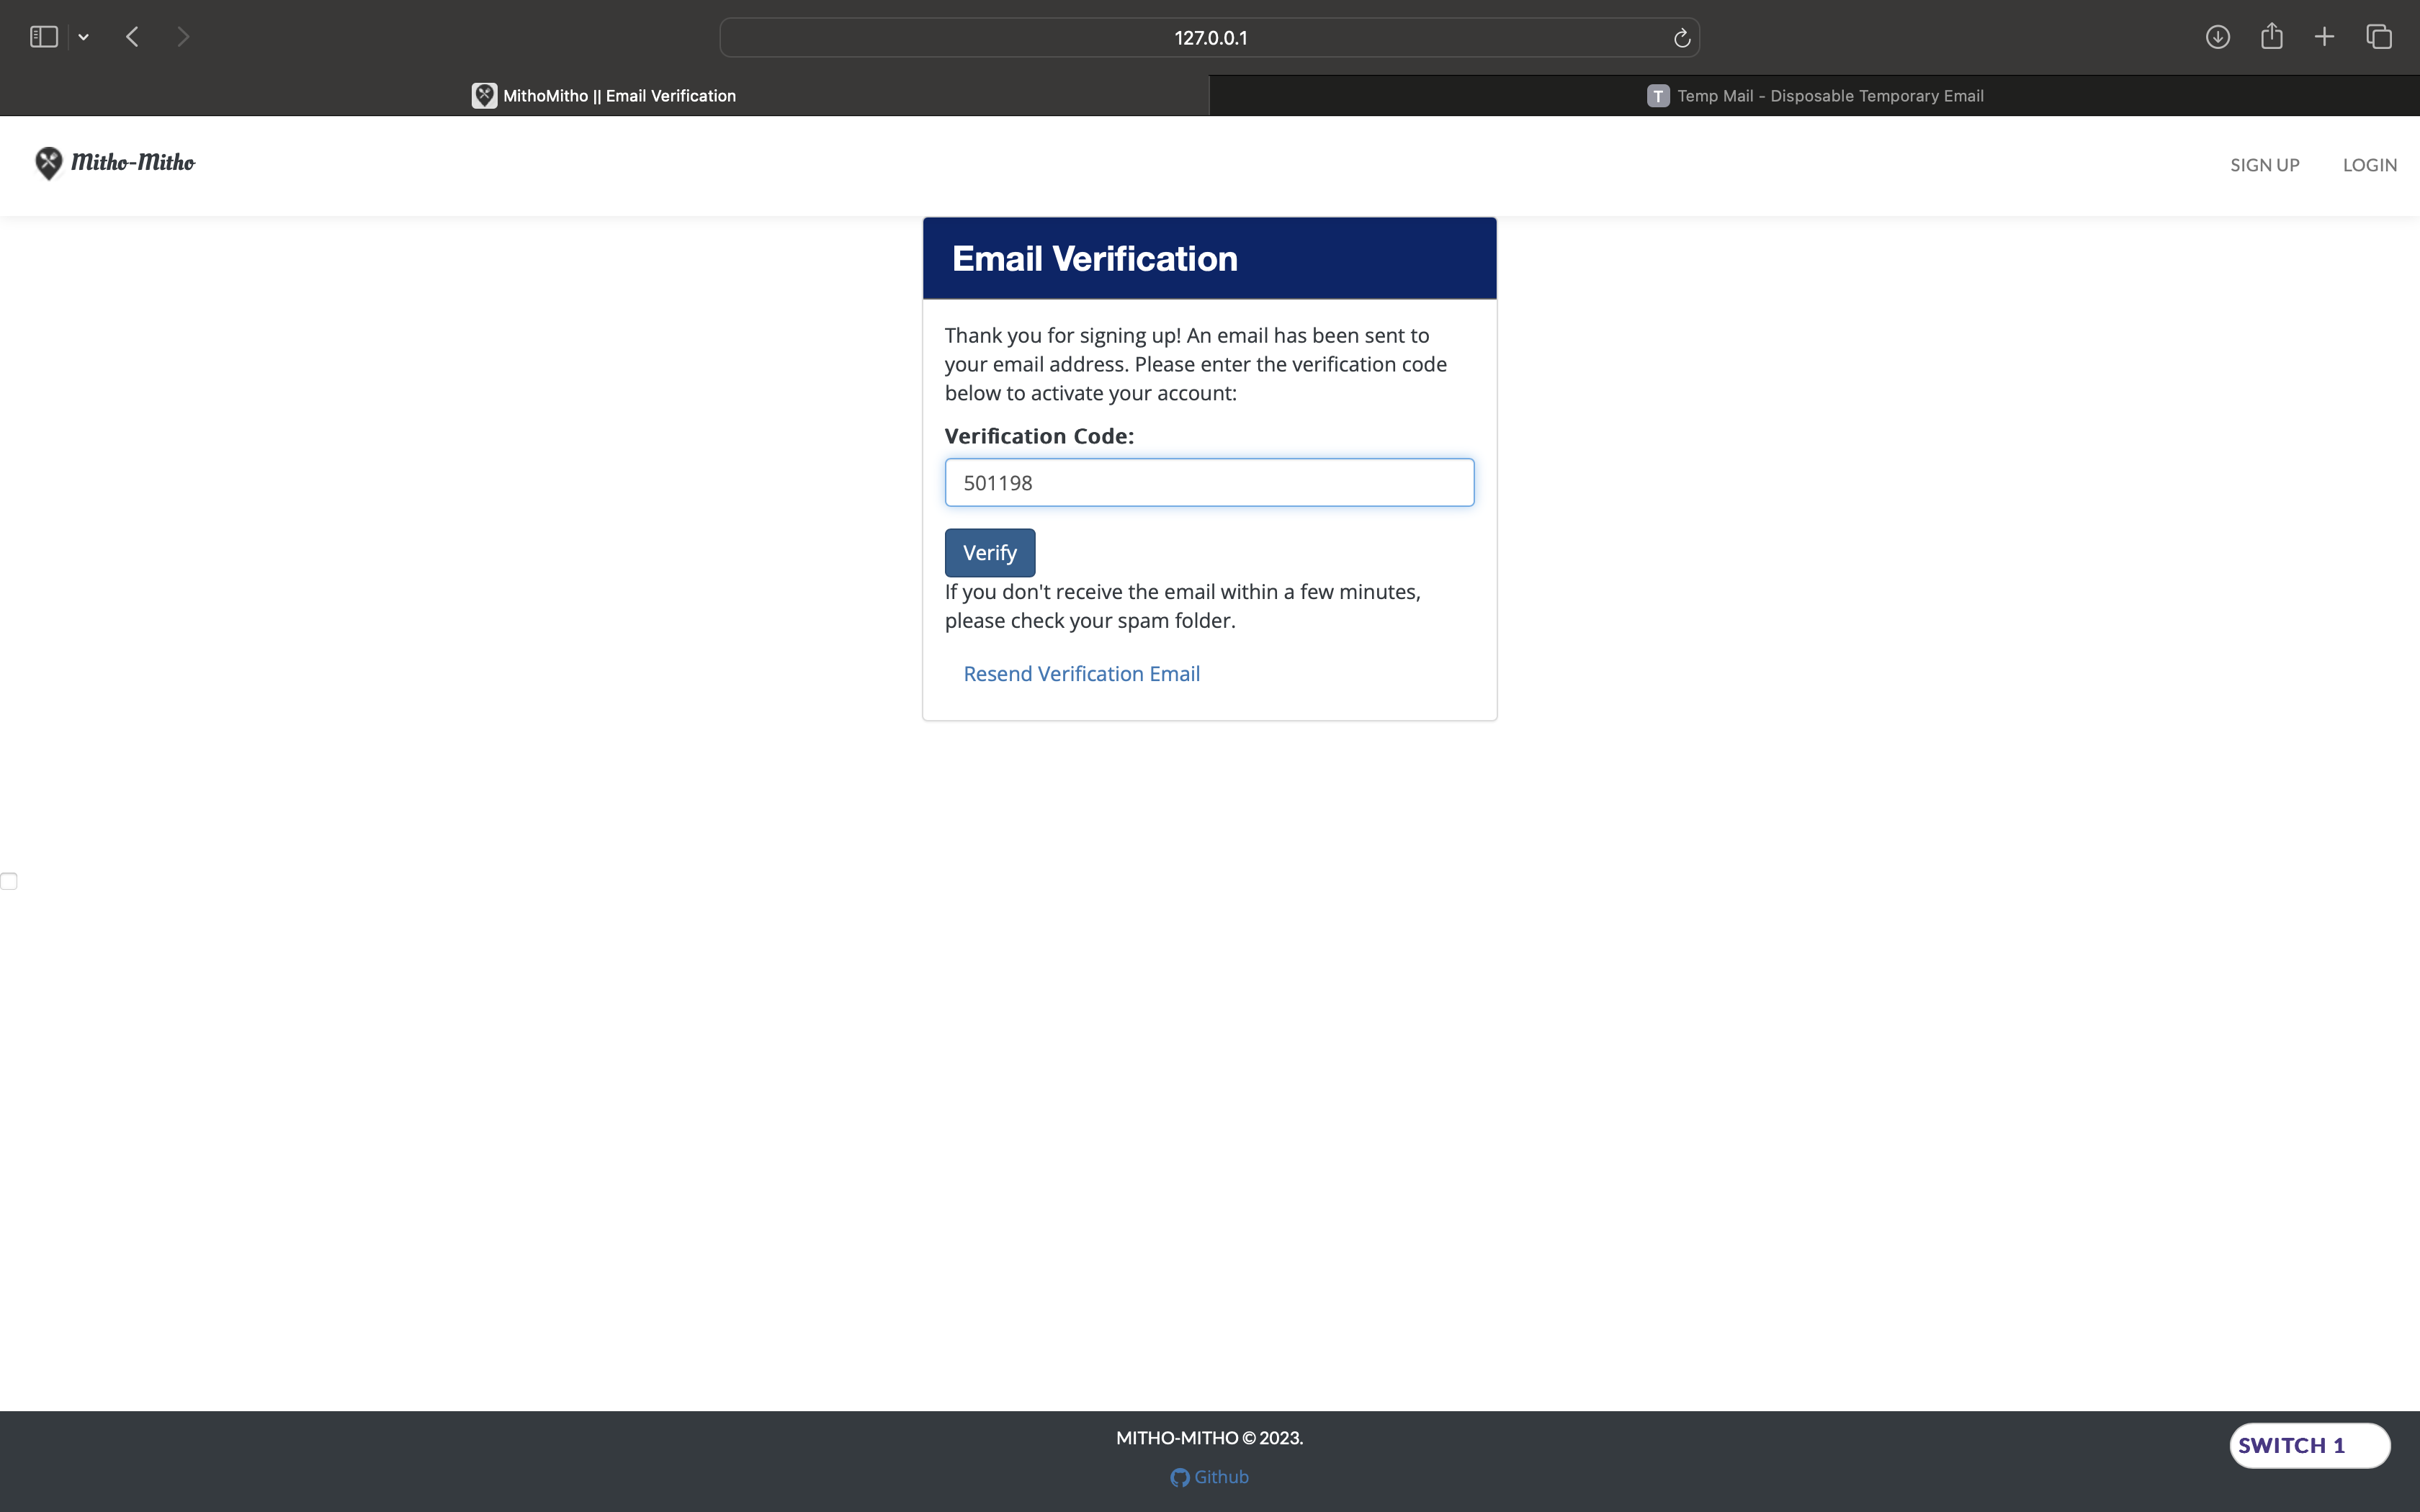 127.0.0.1
MithoMitho || Email Verification
T Temp Mail - Disposable Temporary Email
Mitho-Mitho
SIGN UP
LOGIN
Email Verification
Thank you for signing up! An email has been sent to
your email address. Please enter the verification code
below to activate your account:
Verification Code:
501198
Verify
If you don't receive the email within a few minutes,
please check your spam folder.
Resend Verification Email
MITHO-MITHO © 2023.
Github
SWITCH 1